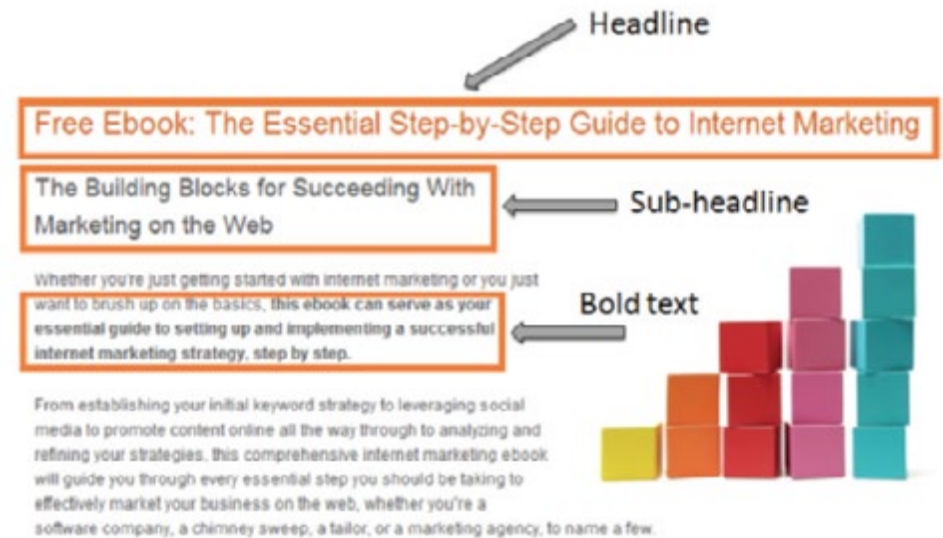 Headline
Free Ebook: The Essential Step-by-Step Guide to Internet Marketing
The Building Blocks for Succeeding With
Marketing on the Web
Sub-headline
Whether you're just getting started with internet marketing or you just
want to brush up on the basics, this ebook can serve as your
essential guide to setting up and implementing a successful
internet marketing strategy, step by step.
Bold text
From establishing your initial keyword strategy to leveraging social
media to promote content online all the way through to analyzing and
refining your strategies, this comprehensive internet marketing ebook
will guide you through every essential step you should be taking to
effectively market your business on the web, whether you're a
software company, a chimney sweep, a tailor, or a marketing agency, to name a few.